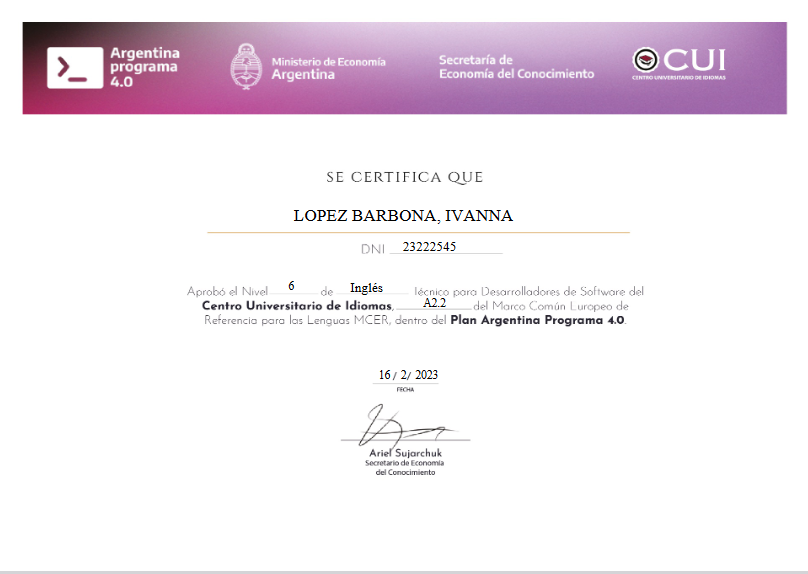 Argentina programa 4.0
Ministerio de Economía
Argentina
Secretaría de
Economía del Conocimiento
CUI
CENTRO UNIVERSITARIO DE IDIOMAS
SE CERTIFICA QUE
LOPEZ BARBONA, IVANNA
DNI 23222545
Aprobó el Nivel 6 de Inglés Técnico para Desarrolladores de Software del
Centro Universitario de Idiomas, A2.2 del Marco Común Europeo de
Referencia para las Lenguas MCER, dentro del Plan Argentina Programa 4.0.
16 / 2/ 2023
FECHA
Ariel Sujarchuk
Secretario de Economía
del Conocimiento